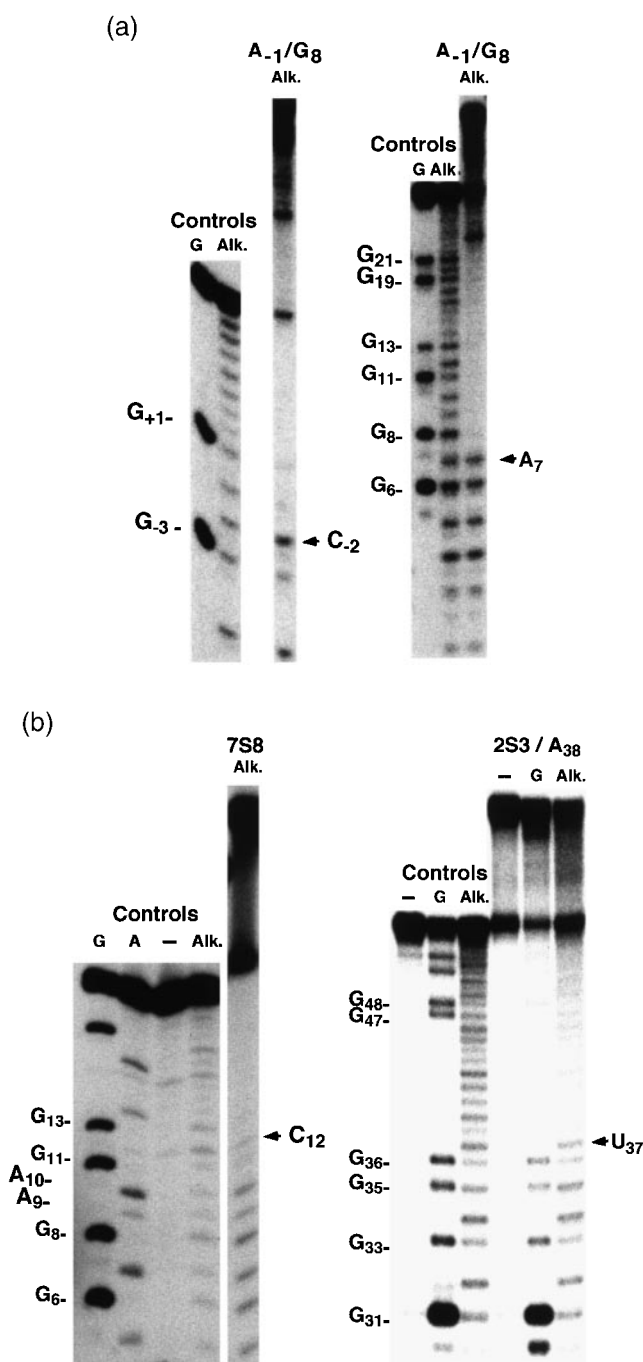 (a)
A-1/G8
Alk.
Controls
G Alk.
G+1-
G-3 -
C-2
A-1/G8
Alk.
Controls
G Alk.
G21-
G19-
G13-
G11-
G8-
G6-
A7
(b)
7S8
Alk.
Controls
G A – Alk.
G13-
G11-
A10-
A9-
G8-
G6-
C12
2S3 / A38
– G Alk.
Controls
– G Alk.
G48-
G47-
G36-
G35-
G33-
G31-
U37